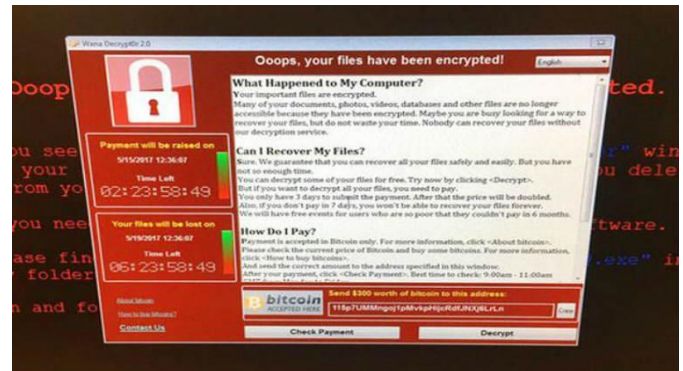 Wana Decrypt0r 2.0
Ooops, your files have been encrypted!
English
What Happened to My Computer?
Your important files are encrypted.
Many of your documents, photos, videos, databases and other files are no longer
accessible because they have been encrypted. Maybe you are busy looking for a way to
recover your files, but do not waste your time. Nobody can recover your files without
our decryption service.
Can I Recover My Files?
Sure. We guarantee that you can recover all your files safely and easily. But you have
not so enough time.
You can decrypt some of your files for free. Try now by clicking <Decrypt>.
But if you want to decrypt all your files, you need to pay.
You only have 3 days to submit the payment. After that the price will be doubled.
Also, if you don't pay in 7 days, you won't be able to recover your files forever.
We will have free events for users who are so poor that they couldn't pay in 6 months.
How Do I Pay?
Payment is accepted in Bitcoin only. For more information, click <About bitcoin>.
Please check the current price of Bitcoin and buy some bitcoins. For more information,
click <How to buy bitcoins>.
And send the correct amount to the address specified in this window.
After your payment, click <Check Payment>. Best time to check: 9:00am - 11:00am
Payment will be raised on
5/15/2017 12:36:07
Time Left
02:23:58:49
Your files will be lost on
5/19/2017 12:36:07
Time Left
06:23:58:49
About bitcoin
How to buy bitcoins?
Contact Us
bitcoin
ACCEPTED HERE
Send $300 worth of bitcoin to this address:
Copy
Check Payment
Decrypt
Ooop
ted.
ou see
r" win
your
u dele
rom yo
you nee
tware.
ase fin
.exe" i
folder
n and fo